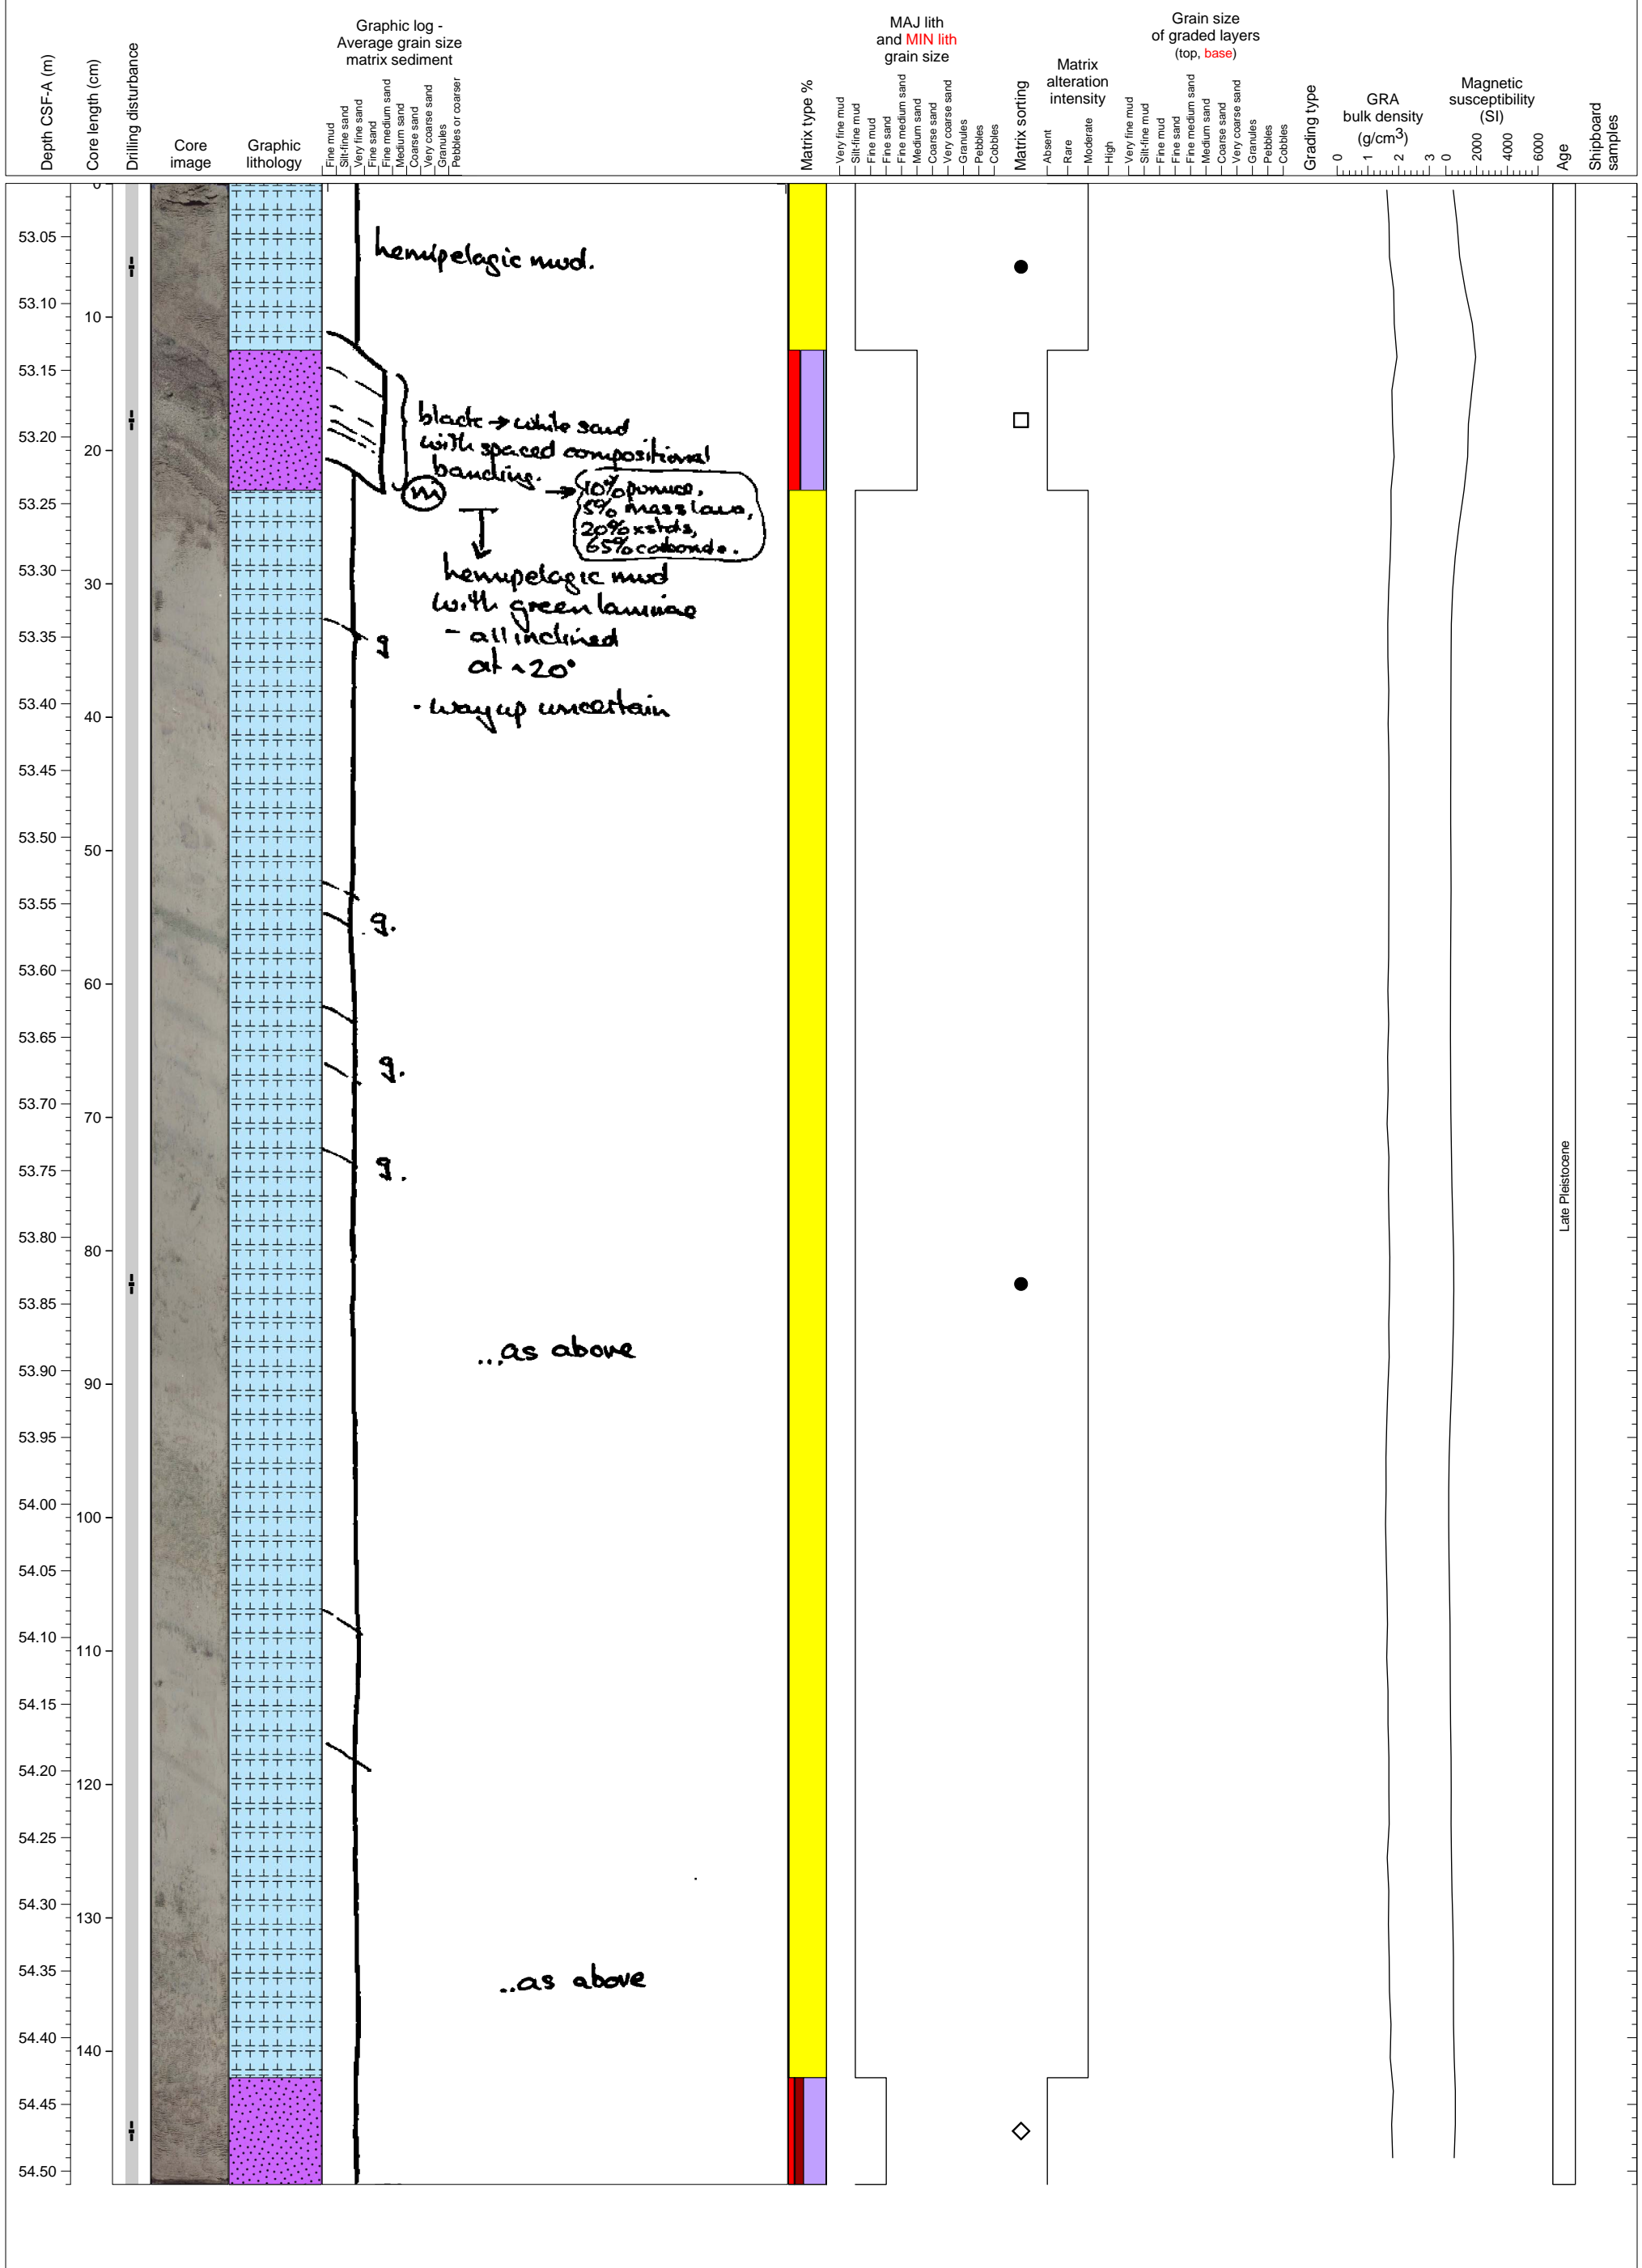 Depth CSF-A (m)
Core length (cm)
Drilling disturbance
Core
image
Graphic
lithology
Graphic log -
Average grain size
matrix sediment
Fine mud
Silt-fine sand
Very fine sand
Fine sand
Fine medium sand
Medium sand
Coarse sand
Very coarse sand
Granules
Pebbles or coarser
Matrix type %
MAJ lith
and MIN lith
grain size
Very fine mud
Silt-fine mud
Fine mud
Fine sand
Fine medium sand
Medium sand
Coarse sand
Very coarse sand
Granules
Pebbles
Cobbles
Matrix sorting
Matrix
alteration
intensity
Absent
Rare
Moderate
High
Grain size
of graded layers
(top, base)
Very fine mud
Silt-fine mud
Fine mud
Fine sand
Fine medium sand
Medium sand
Coarse sand
Very coarse sand
Granules
Pebbles
Cobbles
Grading type
GRA
bulk density
(g/cm3)
0 1 2 3
Magnetic
susceptibility
(SI)
0 2000 4000 6000
Age
Shipboard
samples
0
53.05
53.10
10
53.15
53.20
20
53.25
53.30
30
53.35
53.40
40
53.45
53.50
50
53.55
53.60
60
53.65
53.70
70
53.75
53.80
80
53.85
53.90
90
53.95
54.00
100
54.05
54.10
110
54.15
54.20
120
54.25
54.30
130
54.35
54.40
140
54.45
54.50
hemipelagic mud.
black → white sand
with spaced compositional
banding. →
10% pumice,
5% mass lava,
20% xstals,
65% carbonate.
m
hemipelagic mud
with green laminae
- all inclined
at ~20°
- way up uncertain
g
g.
g.
g.
...as above
..as above
Late Pleistocene